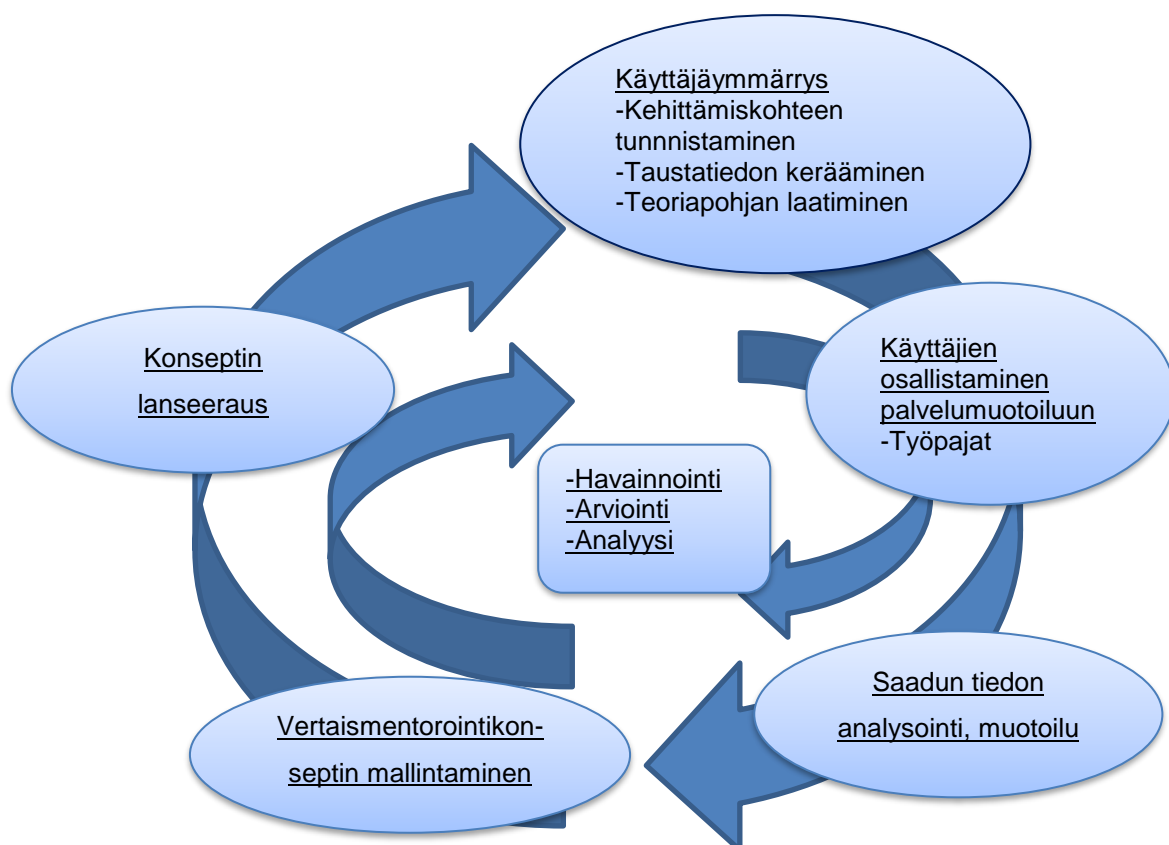 Käyttäjäymmärrys
-Kehittämiskohteen
tunnnistaminen
-Taustatiedon kerääminen
-Teoriapohjan laatiminen
Käyttäjien
osallistaminen
palvelumuotoiluun
-Työpajat
Saadun tiedon
analysointi, muotoilu
Vertaismentorointikon-
septin mallintaminen
Konseptin
lanseeraus
-Havainnointi
-Arviointi
-Analyysi